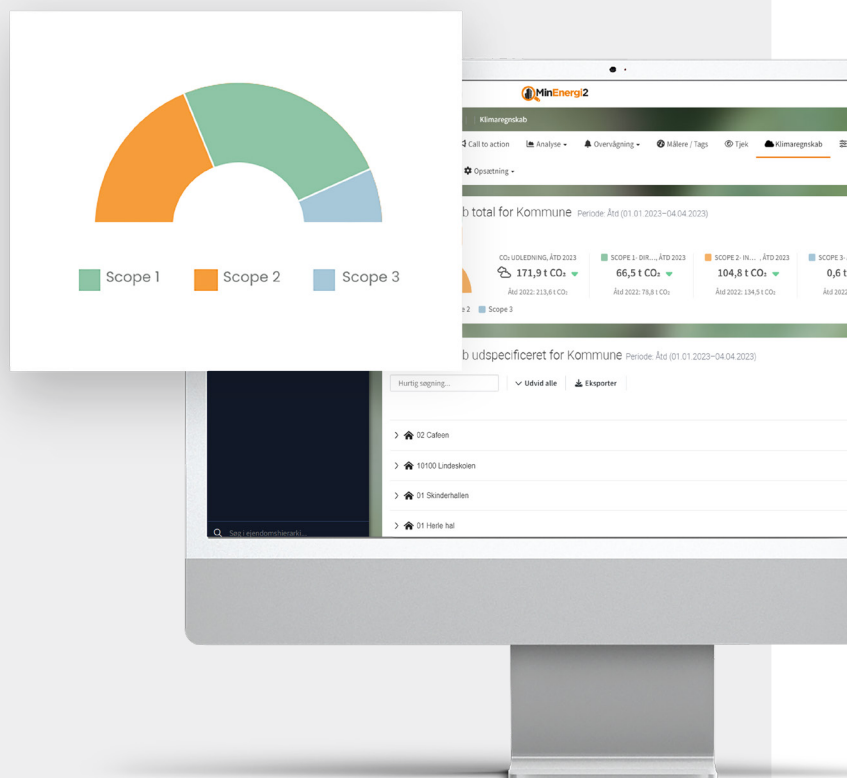 Scope 1
Scope 2
Scope 3
MinEnergi2
Klimaregnskab
Call to action
Analyse
Overvågning
Målere / Tags
Tjek
Klimaregnskab
Opsætning
b total for Kommune Periode: Åtd (01.01.2023–04.04.2023)
CO₂ UDLEDNING, ÅTD 2023
171,9 t CO₂
Åtd 2022: 213,6 t CO₂
SCOPE 1- DIR..., ÅTD 2023
66,5 t CO₂
Åtd 2022: 78,8 t CO₂
SCOPE 2- IN... , ÅTD 2023
104,8 t CO₂
Åtd 2022: 134,5 t CO₂
SCOPE 3-
0,6 t
Åtd 2022
e 2
Scope 3
b udspecificeret for Kommune Periode: Åtd (01.01.2023–04.04.2023)
Hurtig søgning...
Udvid alle
Eksporter
02 Cafeen
10100 Lindeskolen
01 Skinderhallen
01 Herle hal
Søg i ejendomshierarki...